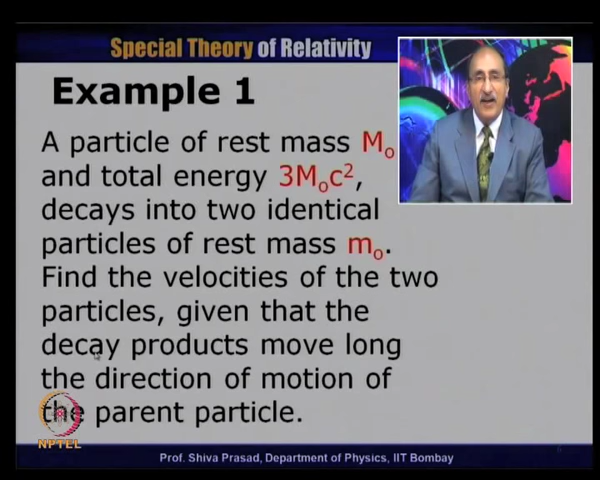 Special Theory of Relativity
Example 1
A particle of rest mass Mo
and total energy 3Moc²,
decays into two identical
particles of rest mass mo.
Find the velocities of the two
particles, given that the
decay products move long
the direction of motion of
the parent particle.
NPTEL
Prof. Shiva Prasad, Department of Physics, IIT Bombay
6